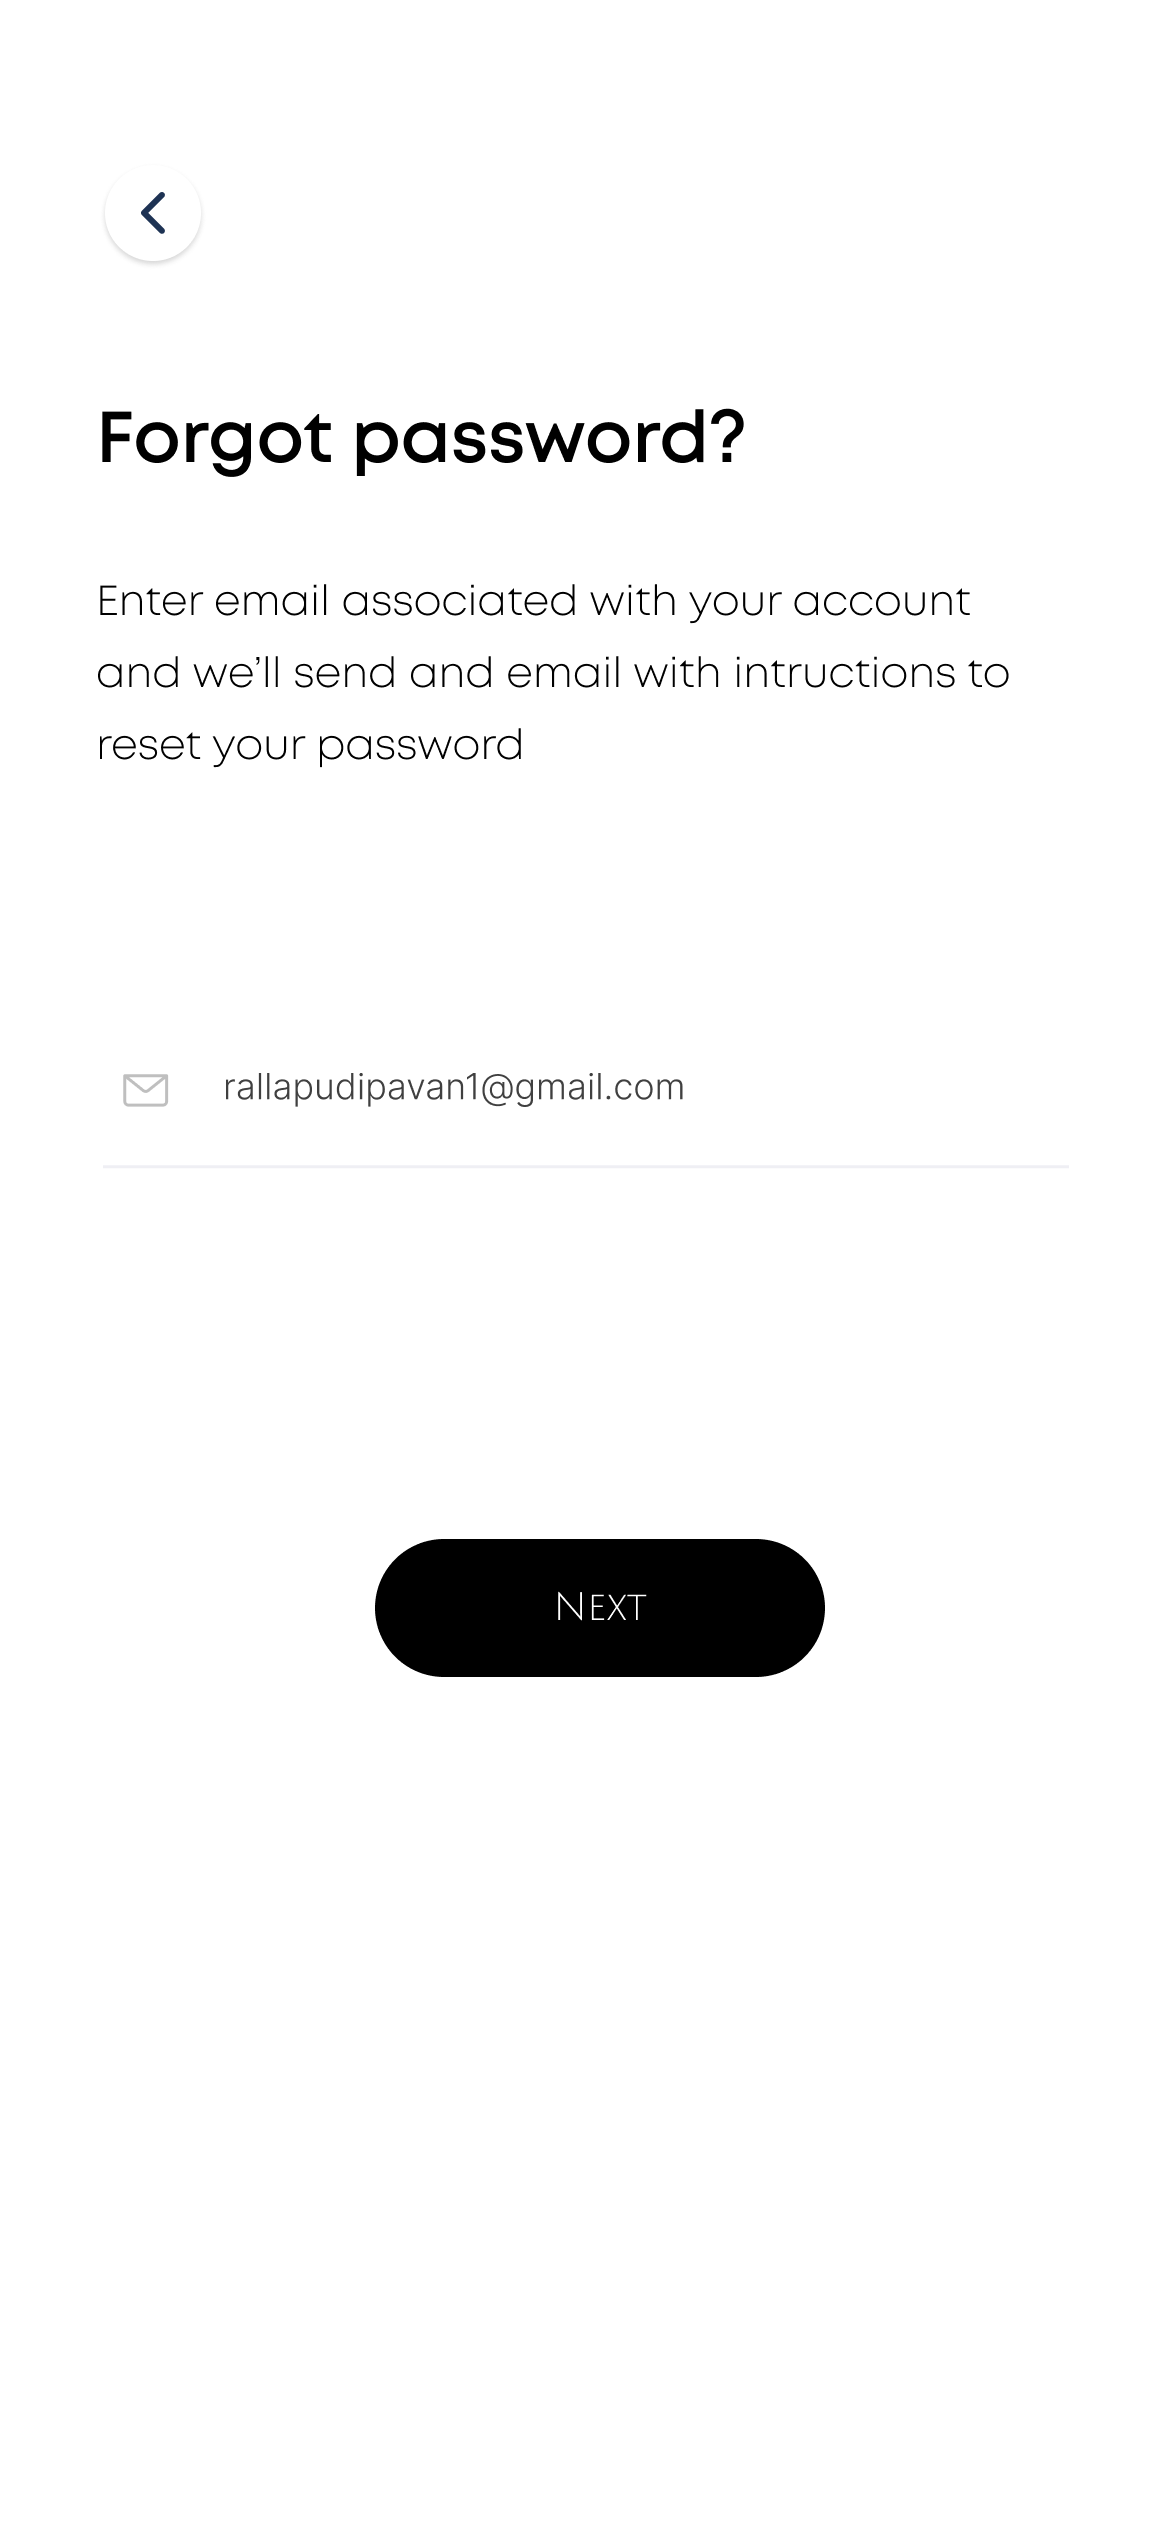 Forgot password?
Enter email associated with your account
and we’ll send and email with intructions to
reset your password
rallapudipavan1@gmail.com
Next